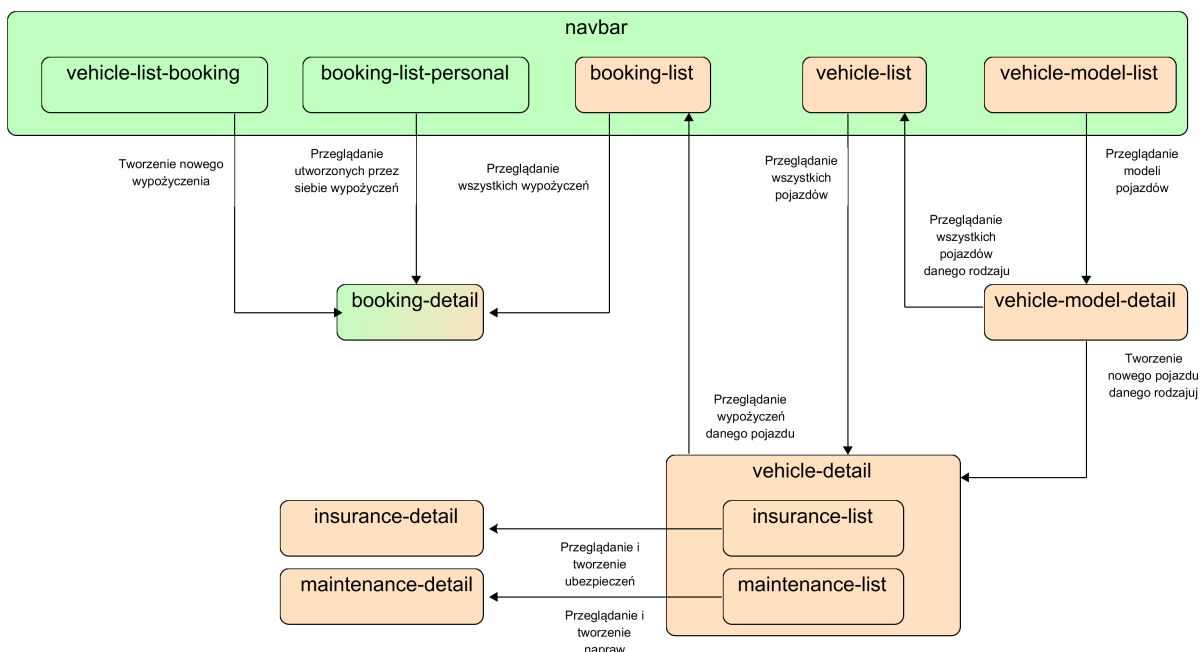 navbar
vehicle-list-booking
booking-list-personal
booking-list
vehicle-list
vehicle-model-list
Tworzenie nowego
wypożyczenia
Przeglądanie
utworzonych przez
siebie wypożyczeń
Przeglądanie
wszystkich wypożyczeń
Przeglądanie
wszystkich
pojazdów
Przeglądanie
modeli
pojazdów
Przeglądanie
wszystkich
pojazdów
danego rodzaju
booking-detail
vehicle-model-detail
Tworzenie
nowego pojazdu
danego rodzajuj
Przeglądanie
wypożyczeń
danego pojazdu
vehicle-detail
insurance-detail
insurance-list
Przeglądanie i
tworzenie
ubezpieczeń
maintenance-detail
maintenance-list
Przeglądanie i
tworzenie
napraw